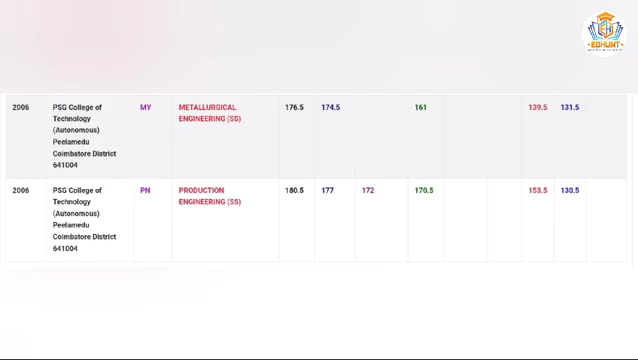 EDHUNT
2006 PSG College of MY METALLURGICAL 176.5 174.5 161 139.5 131.5
Technology ENGINEERING (SS)
(Autonomous)
Peelamedu
Coimbatore District
641004
2006 PSG College of PN PRODUCTION 180.5 177 172 170.5 153.5 130.5
Technology ENGINEERING (SS)
(Autonomous)
Peelamedu
Coimbatore District
641004